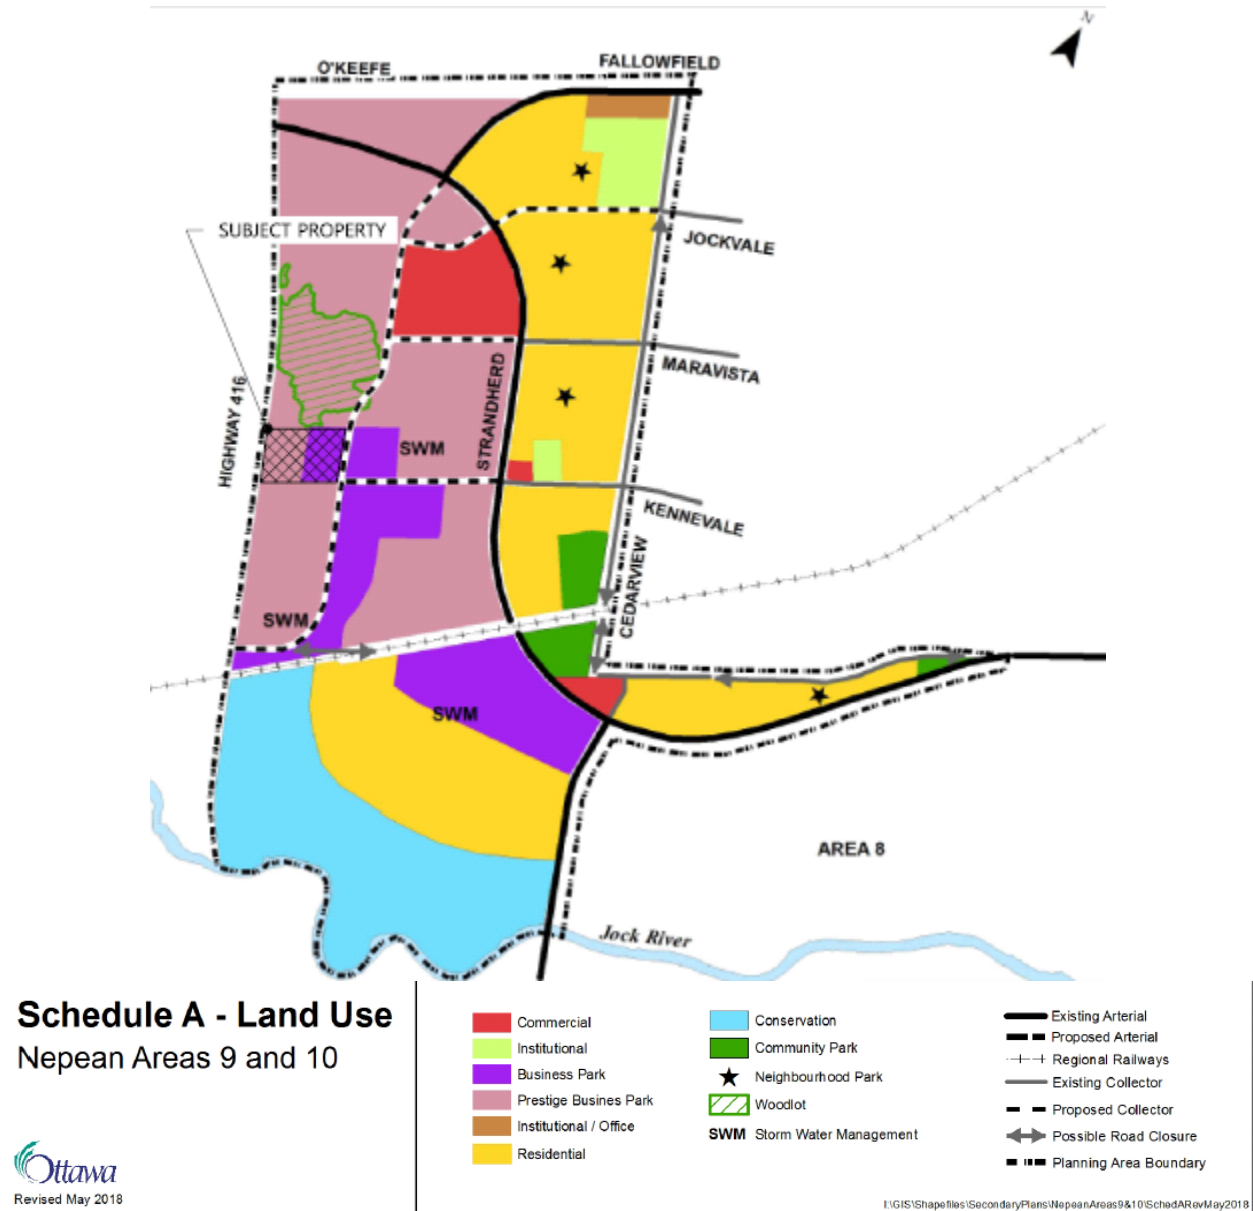 N
O'KEEFE
FALLOWFIELD
SUBJECT PROPERTY
JOCKVALE
MARAVISTA
STRANDHERD
HIGHWAY 416
SWM
KENNEVALE
CEDARVIEW
SWM
SWM
AREA 8
Jock River
Schedule A - Land Use
Nepean Areas 9 and 10
Ottawa
Revised May 2018
Commercial
Institutional
Business Park
Prestige Busines Park
Institutional / Office
Residential
Conservation
Community Park
Neighbourhood Park
Woodlot
SWM Storm Water Management
Existing Arterial
Proposed Arterial
Regional Railways
Existing Collector
Proposed Collector
Possible Road Closure
Planning Area Boundary
I:\GIS\Shapefiles\SecondaryPlans\NepeanAreas9&10\SchedARevMay2018